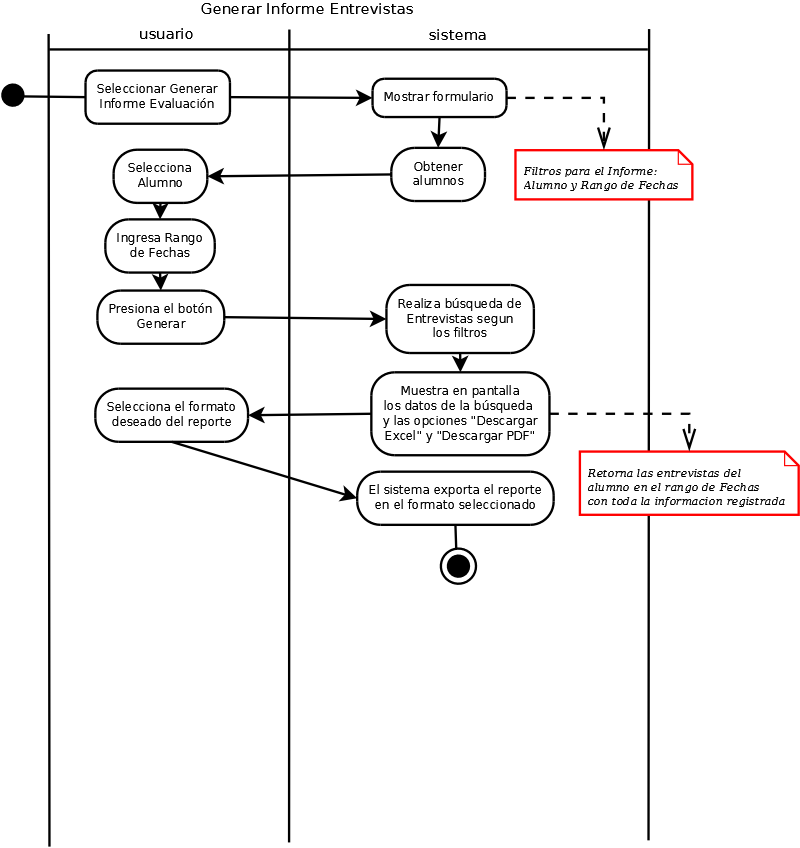 Generar Informe Entrevistas
usuario
sistema
Seleccionar Generar
Informe Evaluación
Mostrar formulario
Filtros para el Informe:
Alumno y Rango de Fechas
Obtener
alumnos
Selecciona
Alumno
Ingresa Rango
de Fechas
Presiona el botón
Generar
Realiza búsqueda de
Entrevistas segun
los filtros
Muestra en pantalla
los datos de la búsqueda
y las opciones "Descargar
Excel" y "Descargar PDF"
Selecciona el formato
deseado del reporte
Retorna las entrevistas del
alumno en el rango de Fechas
con toda la informacion registrada
El sistema exporta el reporte
en el formato seleccionado